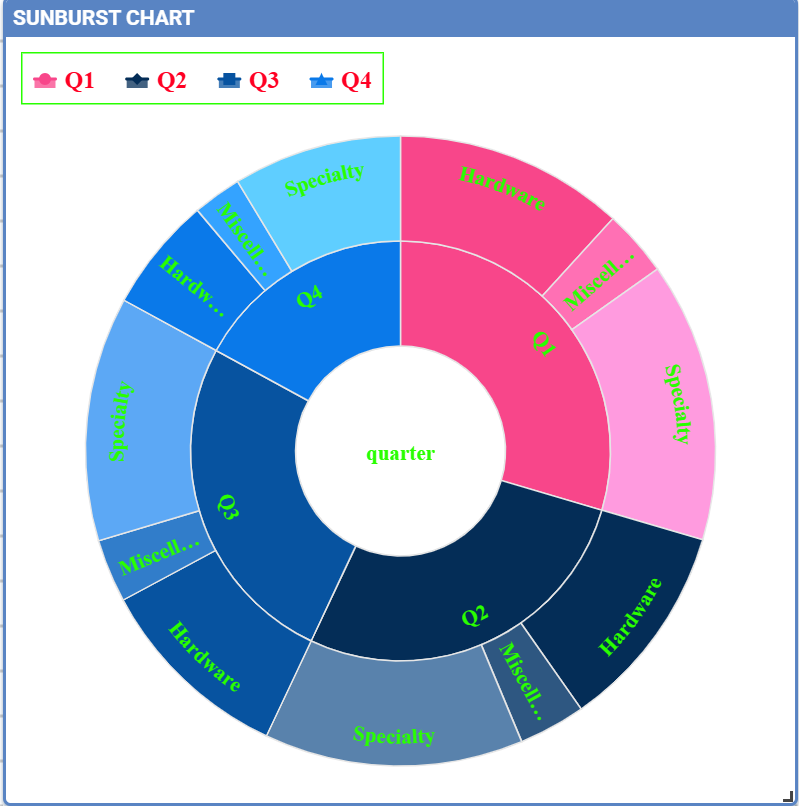 SUNBURST CHART
Q1
Q2
Q3
Q4
Hardware
Miscell...
Specialty
Q1
Hardware
Miscell...
Specialty
Q2
Hardware
Miscell...
Specialty
Q3
Hardw...
Miscell...
Specialty
Q4
quarter